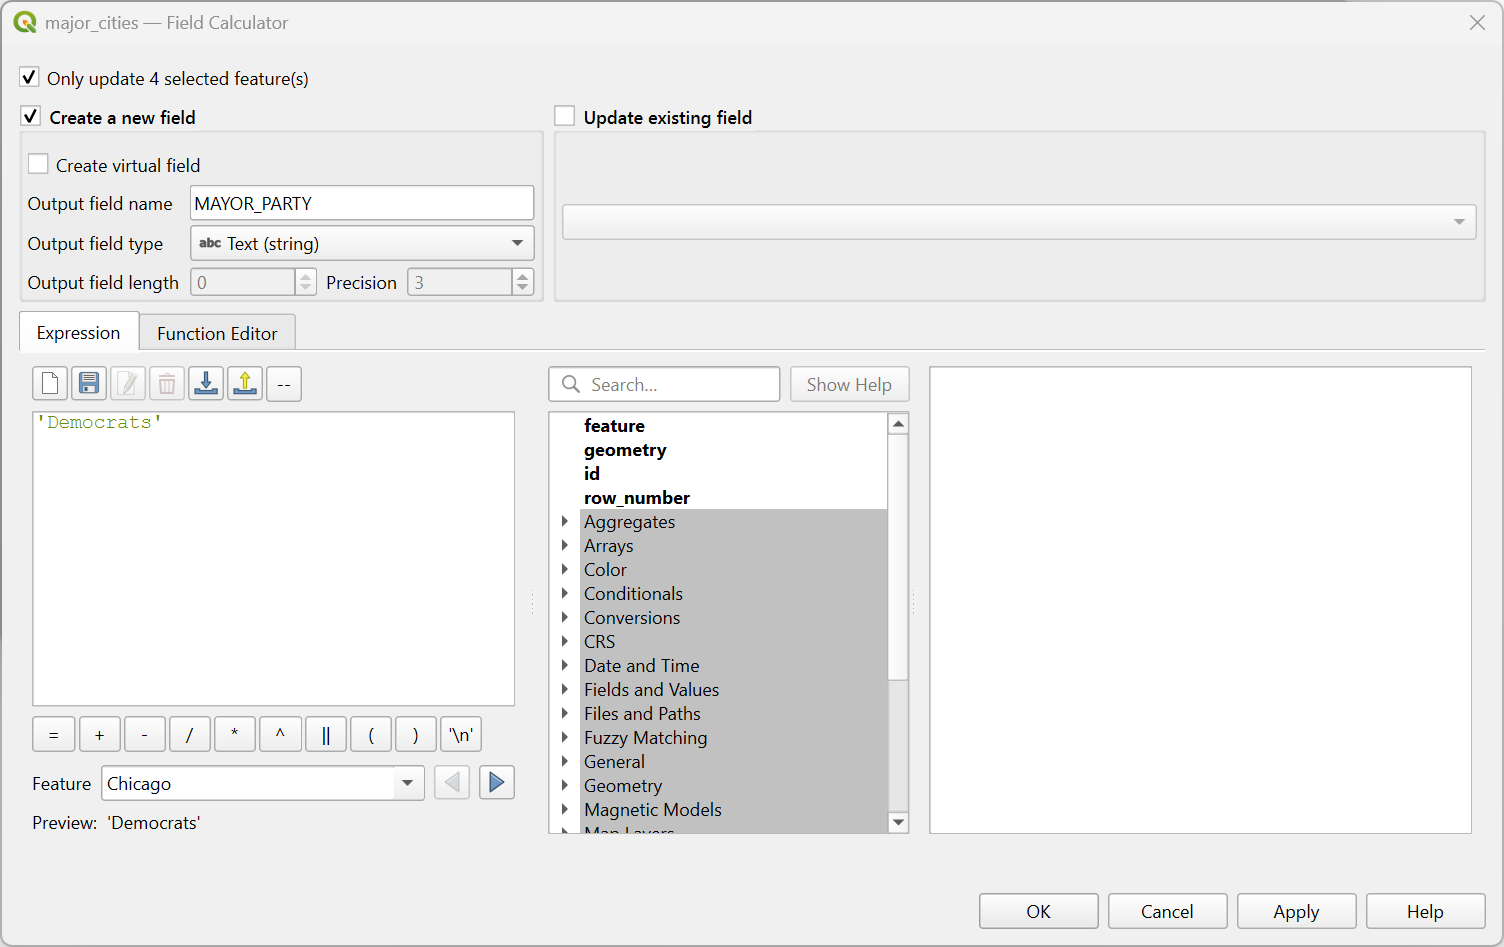 major_cities — Field Calculator
Only update 4 selected feature(s)
Create a new field
Update existing field
Create virtual field
Output field name MAYOR_PARTY
Output field type abc Text (string)
Output field length 0 Precision 3
Expression Function Editor
--
Search... Show Help
'Democrats'
feature
geometry
id
row_number
Aggregates
Arrays
Color
Conditionals
Conversions
CRS
Date and Time
Fields and Values
Files and Paths
Fuzzy Matching
General
Geometry
Magnetic Models
Map Layers
= + - / * ^ || ( ) '\n'
Feature Chicago
Preview: 'Democrats'
OK Cancel Apply Help